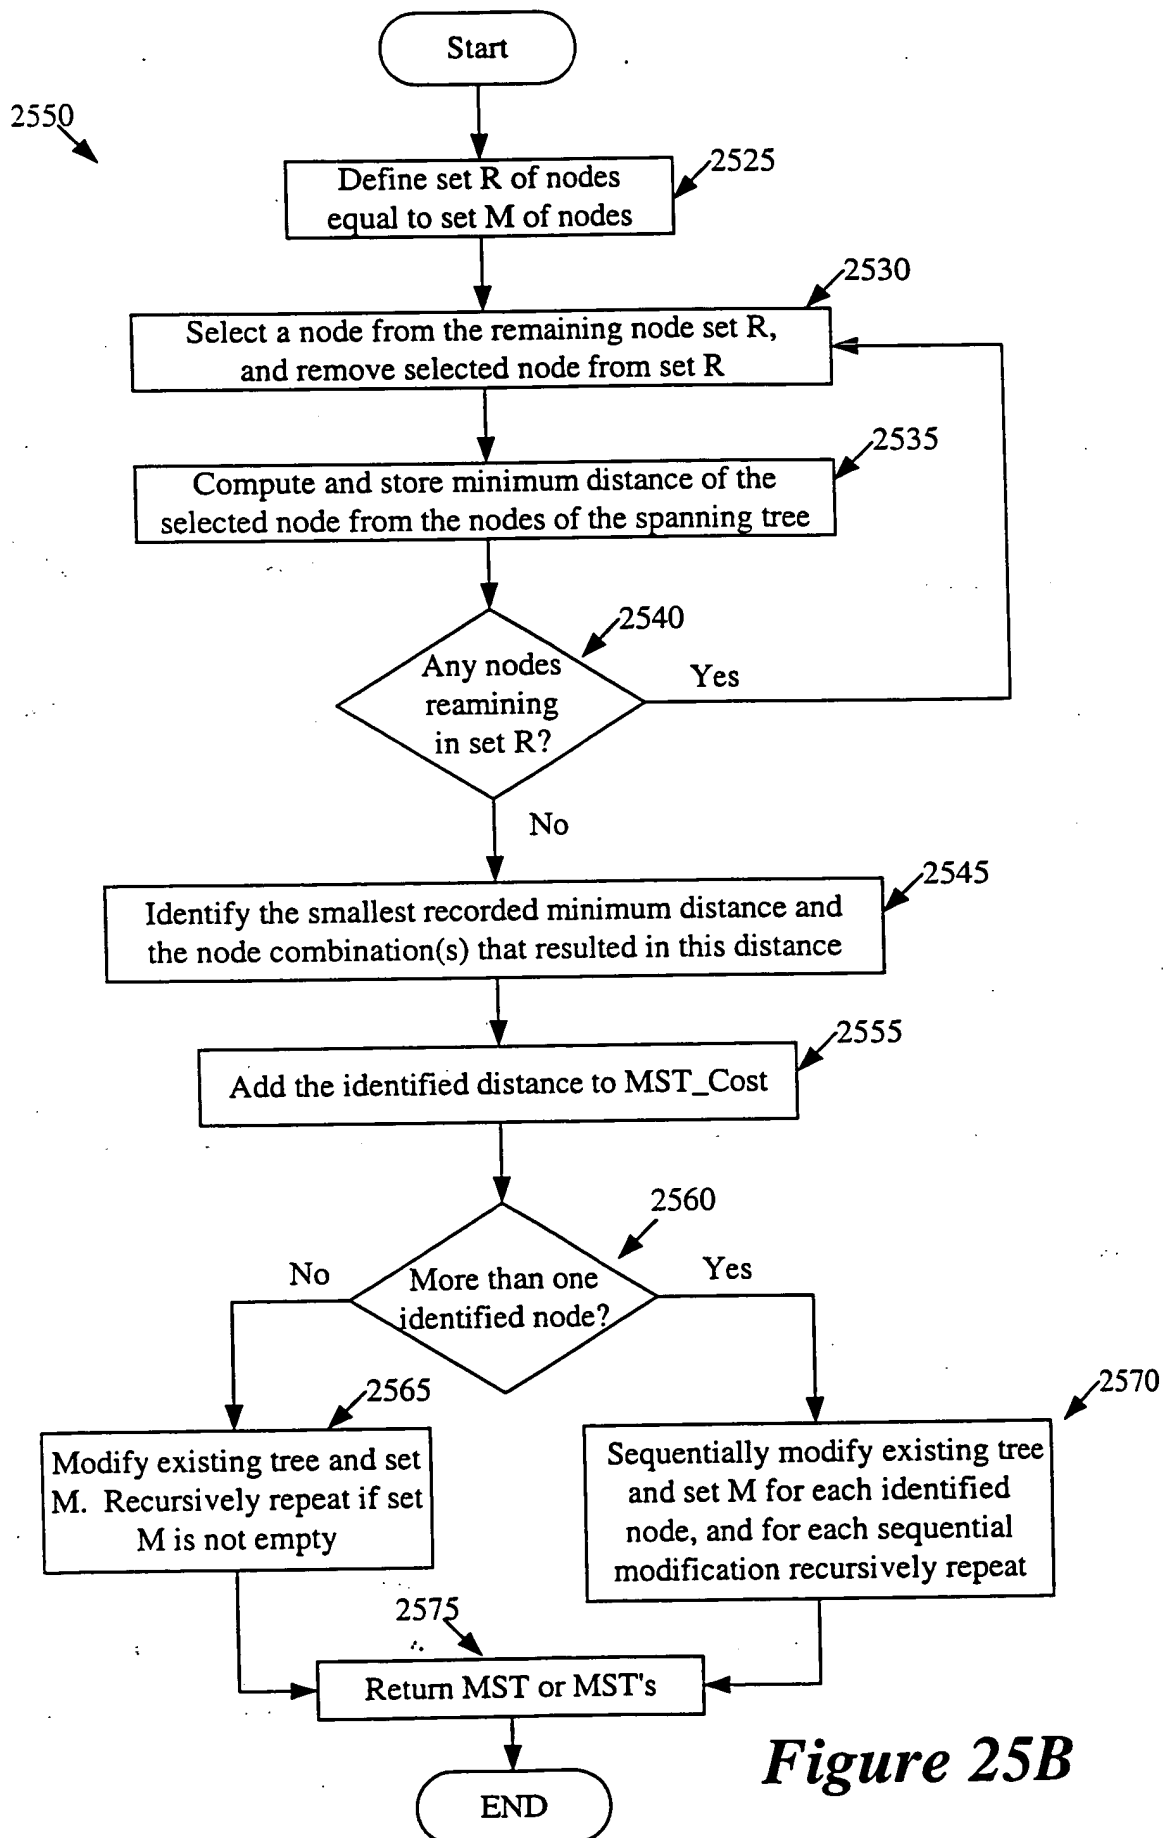 Start
2550
2525
Define set R of nodes
equal to set M of nodes
2530
Select a node from the remaining node set R,
and remove selected node from set R
2535
Compute and store minimum distance of the
selected node from the nodes of the spanning tree
2540
Any nodes
reamining
in set R?
Yes
No
2545
Identify the smallest recorded minimum distance and
the node combination(s) that resulted in this distance
2555
Add the identified distance to MST_Cost
2560
No
More than one
identified node?
Yes
2565
Modify existing tree and set
M. Recursively repeat if set
M is not empty
2570
Sequentially modify existing tree
and set M for each identified
node, and for each sequential
modification recursively repeat
2575
Return MST or MST's
Figure 25B
END